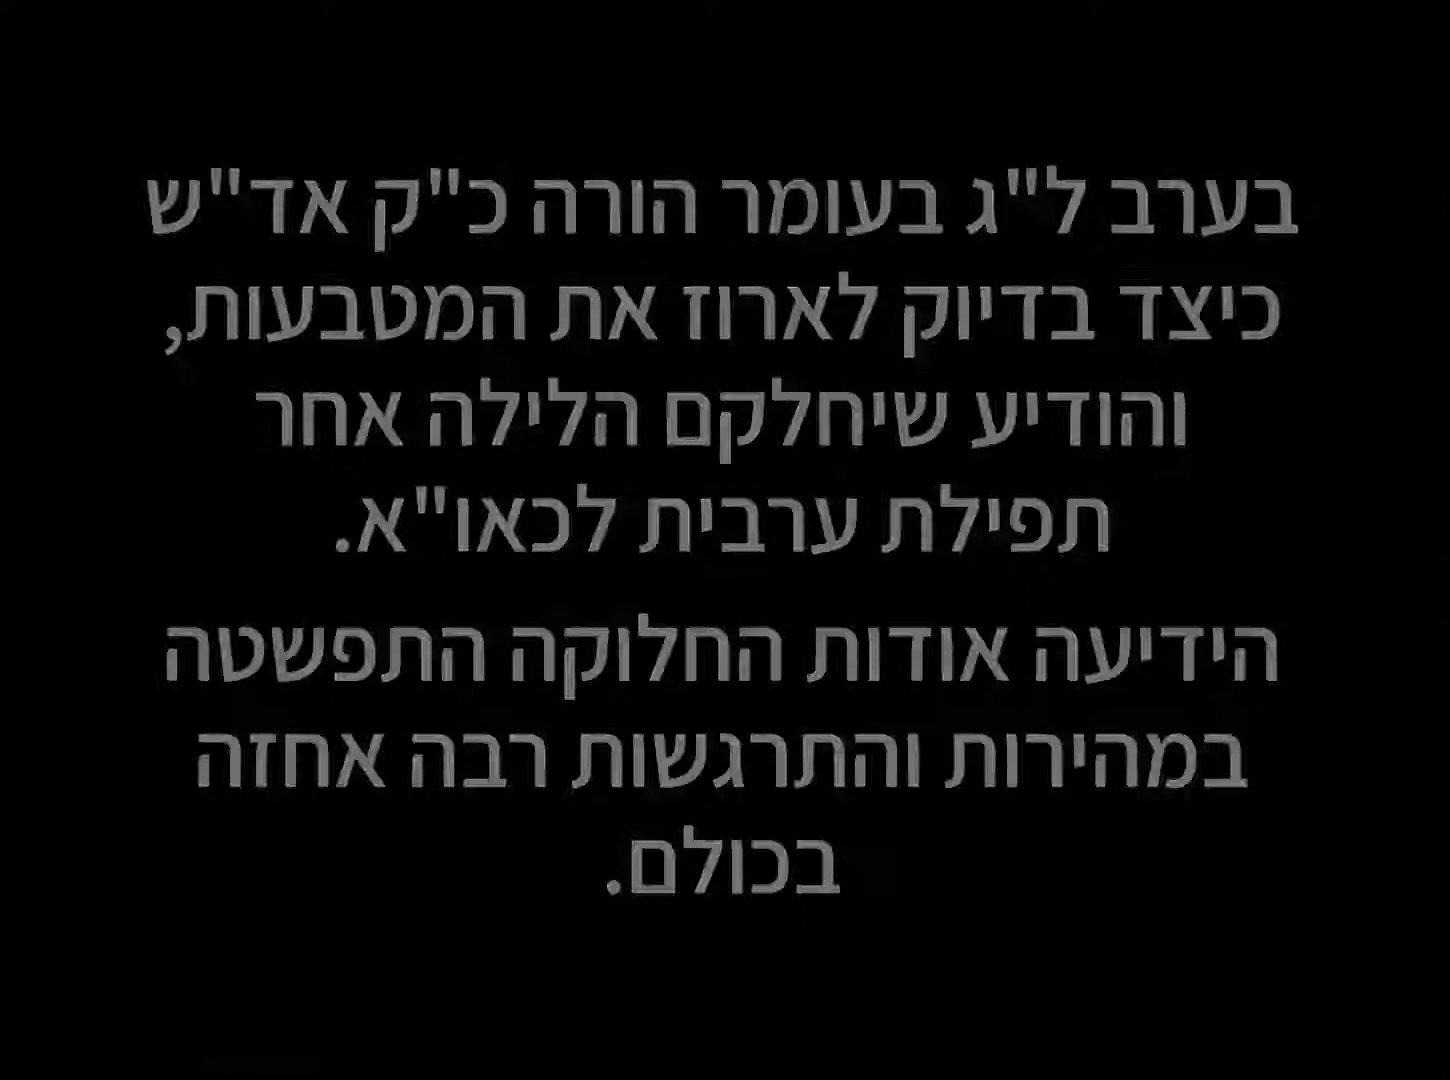 בערב ל"ג בעומר הורה כ"ק אד"ש
כיצד בדיוק לארוז את המטבעות,
והודיע שיחלקם הלילה אחר
תפילת ערבית לכאו"א.
הידיעה אודות החלוקה התפשטה
במהירות והתרגשות רבה אחזה
בכולם.